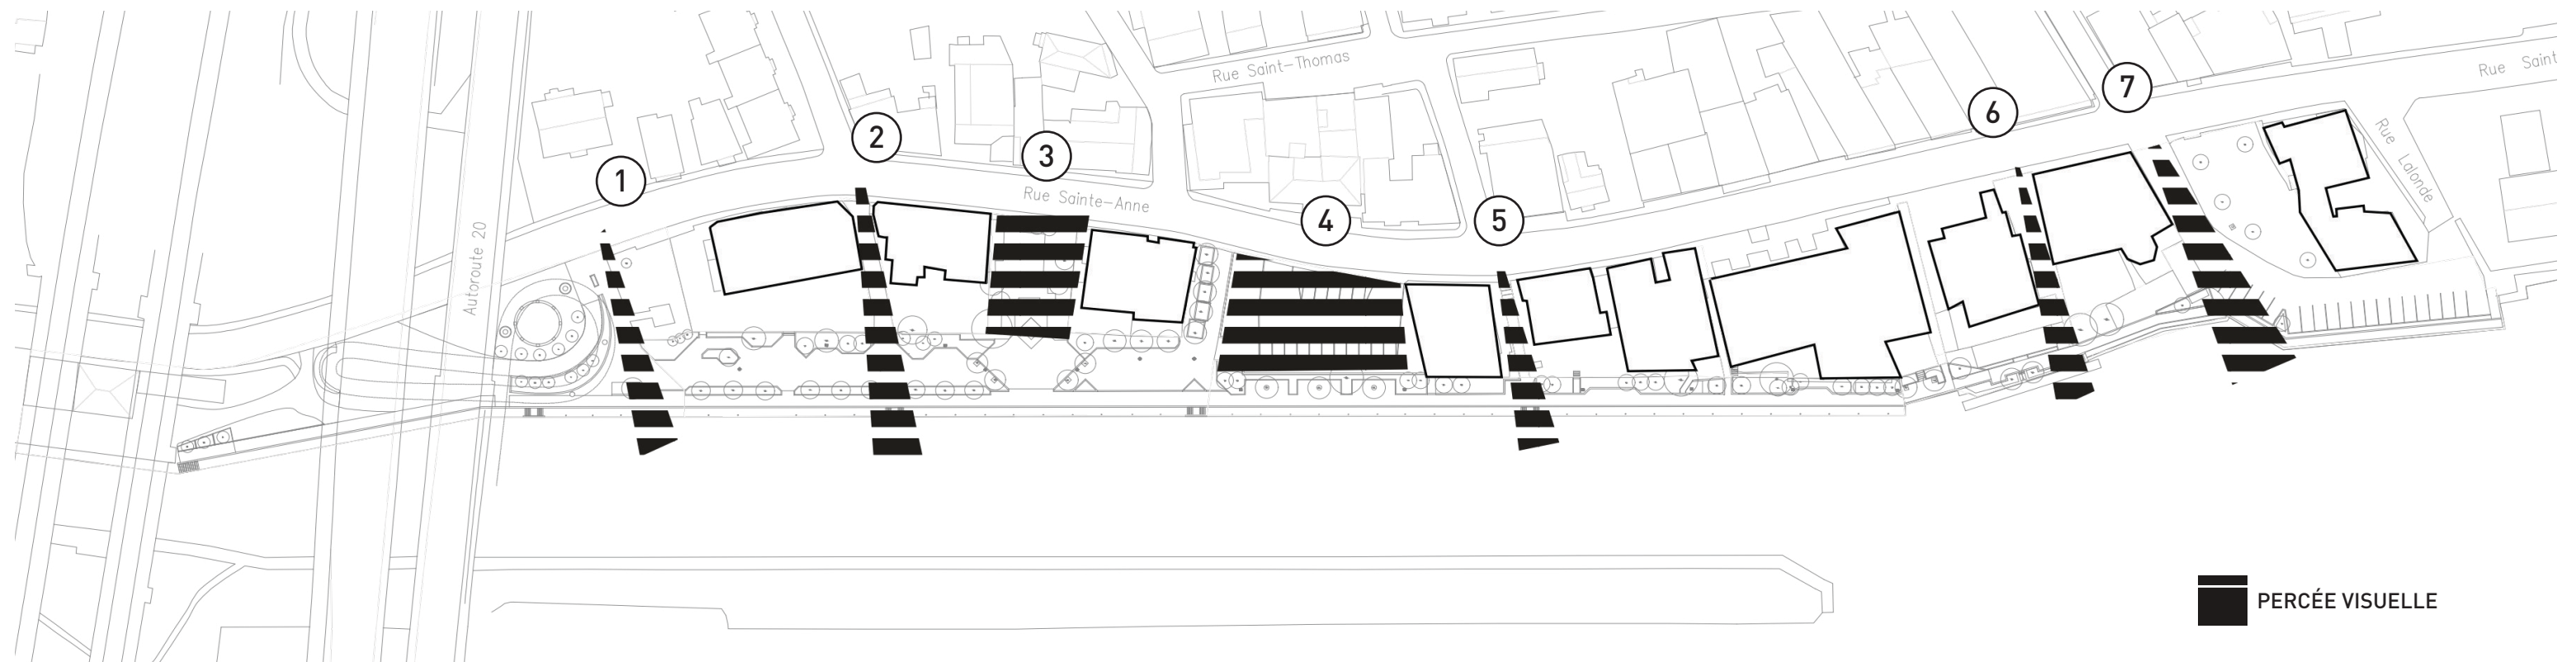 Rue Saint-Thomas
Rue Saint
7
6
2
3
1
Rue Lalonde
Rue Sainte-Anne
4
5
Autoroute 20
PERCÉE VISUELLE